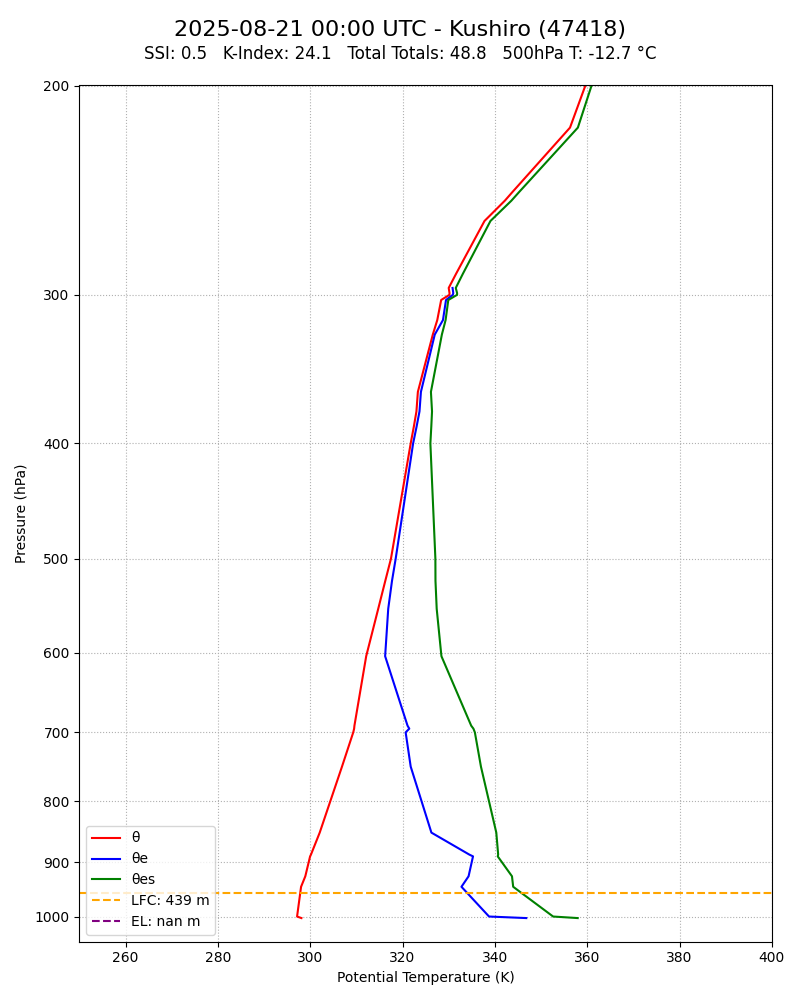 2025-08-21 00:00 UTC - Kushiro (47418)
SSI: 0.5   K-Index: 24.1   Total Totals: 48.8   500hPa T: -12.7 °C
200
300
400
500
600
700
800
900
1000
Pressure (hPa)
θ
θe
θes
LFC: 439 m
EL: nan m
260 280 300 320 340 360 380 400
Potential Temperature (K)